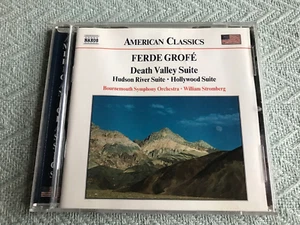 NAXOS
AMERICAN CLASSICS
FERDE GROFÉ
Death Valley Suite
Hudson River Suite • Hollywood Suite
Bournemouth Symphony Orchestra • William Stromberg